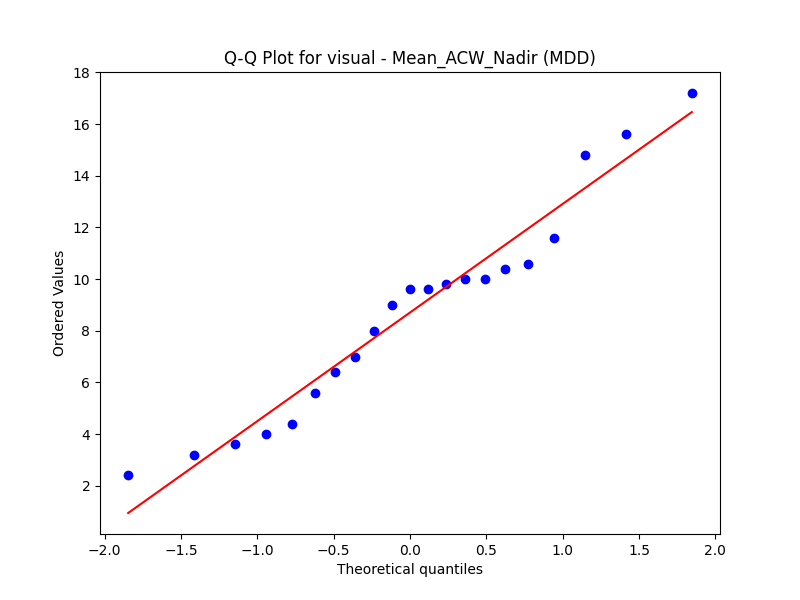 Q-Q Plot for visual - Mean_ACW_Nadir (MDD)
18
16
14
12
10
8
6
4
2
Ordered Values
−2.0 −1.5 −1.0 −0.5 0.0 0.5 1.0 1.5 2.0
Theoretical quantiles